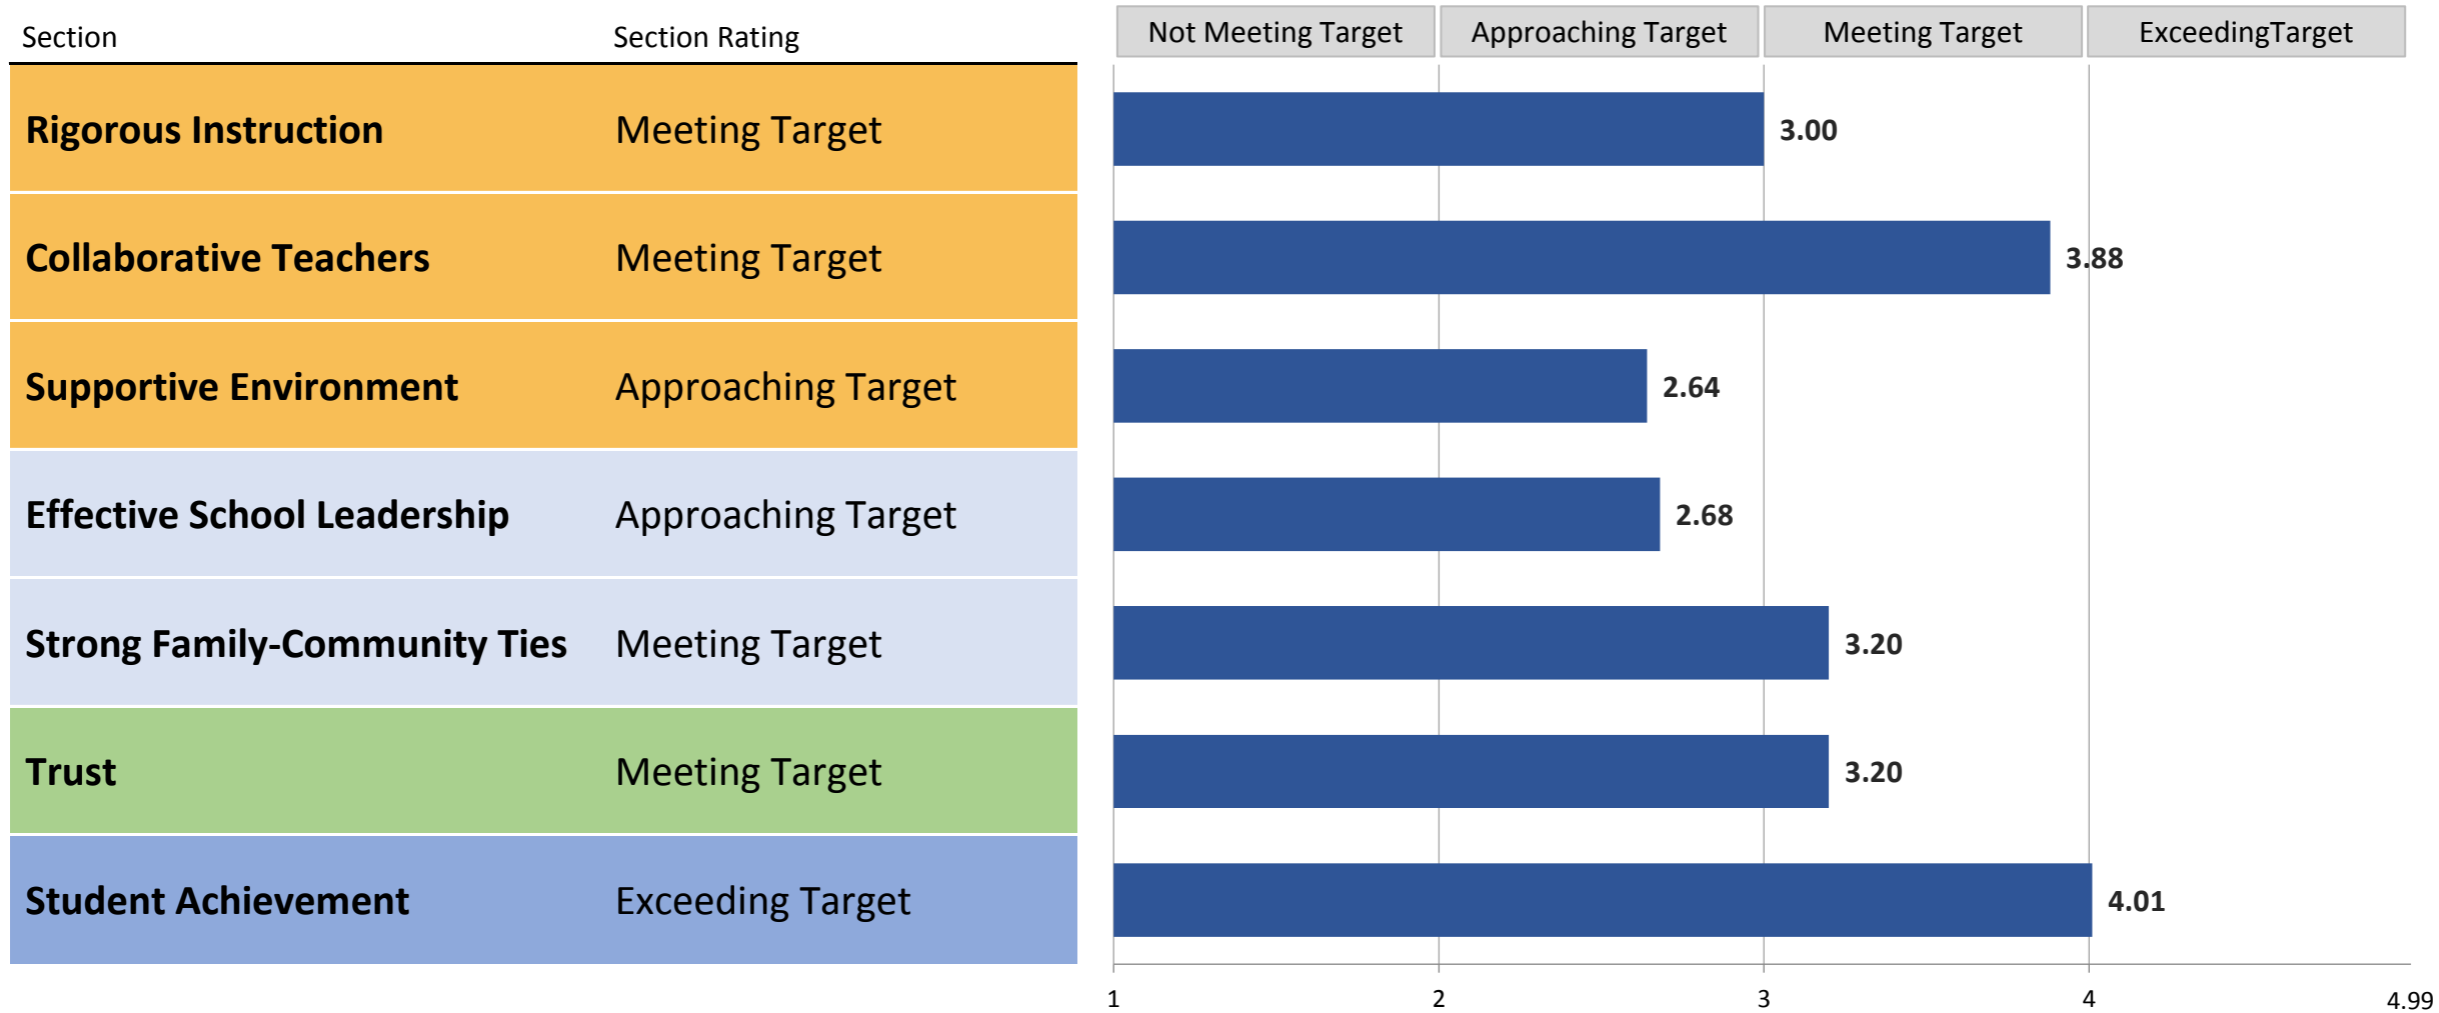 Section Section Rating Not Meeting Target Approaching Target Meeting Target ExceedingTarget
Rigorous Instruction Meeting Target 3.00
Collaborative Teachers Meeting Target 3.88
Supportive Environment Approaching Target 2.64
Effective School Leadership Approaching Target 2.68
Strong Family-Community Ties Meeting Target 3.20
Trust Meeting Target 3.20
Student Achievement Exceeding Target 4.01
1 2 3 4 4.99